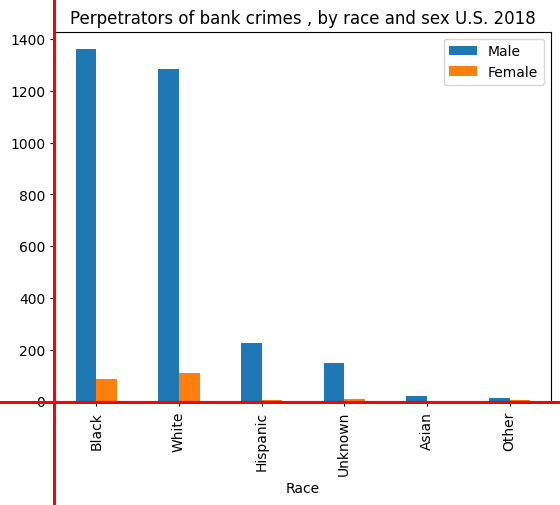 Perpetrators of bank crimes , by race and sex U.S. 2018
Male
Female
1400
1200
1000
800
600
400
200
0
Black
White
Hispanic
Unknown
Asian
Other
Race